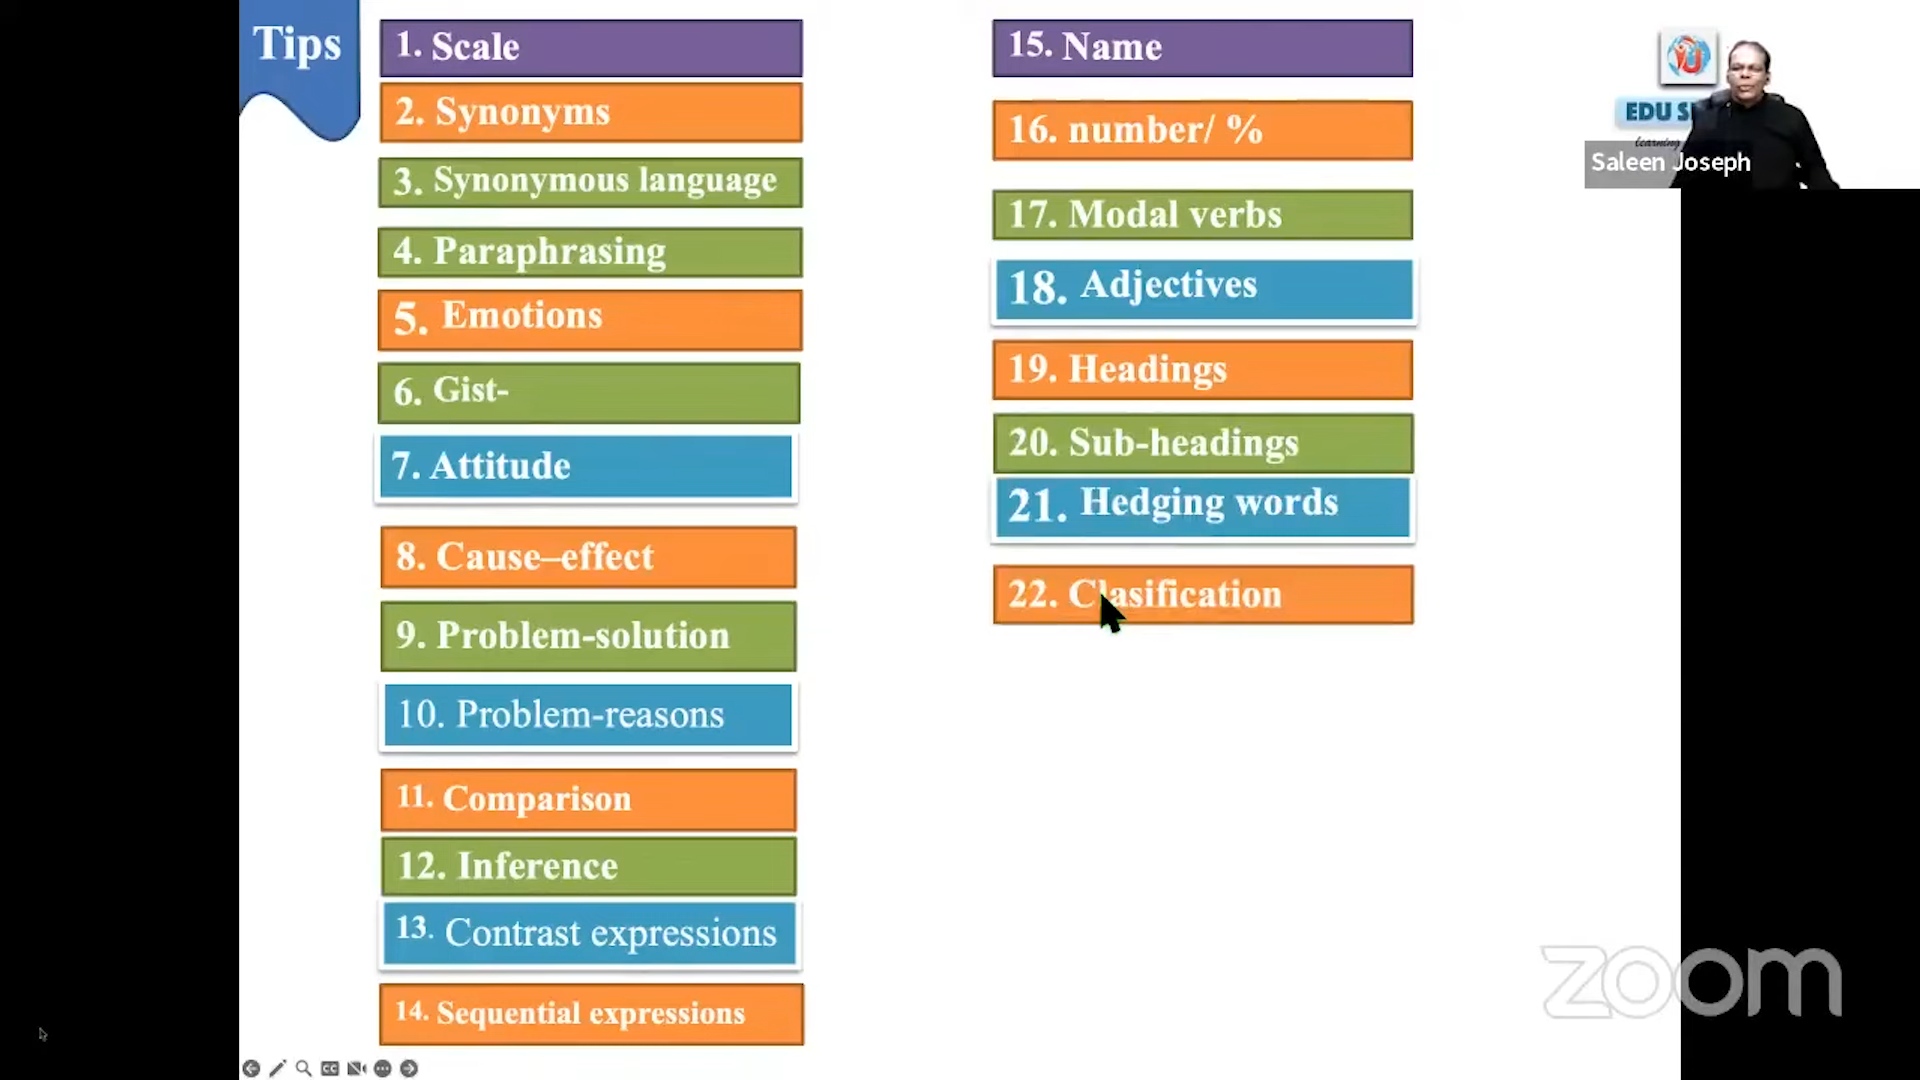 Tips
1. Scale
2. Synonyms
3. Synonymous language
4. Paraphrasing
5. Emotions
6. Gist-
7. Attitude
8. Cause–effect
9. Problem-solution
10. Problem-reasons
11. Comparison
12. Inference
13. Contrast expressions
14. Sequential expressions
15. Name
16. number/ %
17. Modal verbs
18. Adjectives
19. Headings
20. Sub-headings
21. Hedging words
22. Clasification
EDU S
learning
Saleen Joseph
zoom
CC